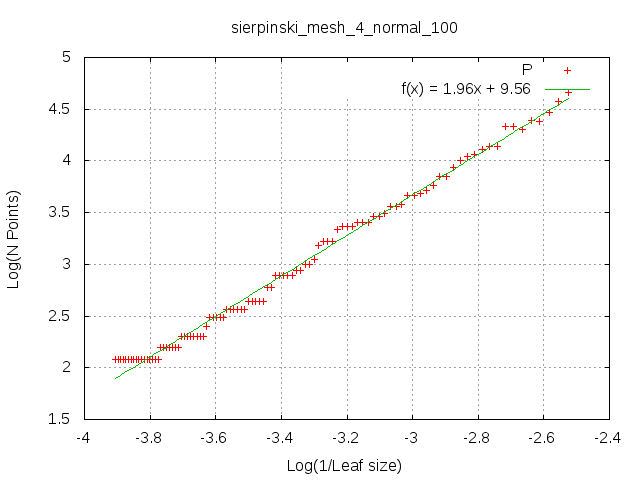 sierpinski_mesh_4_normal_100
5
4.5
4
3.5
3
2.5
2
1.5
Log(N Points)
P
f(x) = 1.96x + 9.56
-4 -3.8 -3.6 -3.4 -3.2 -3 -2.8 -2.6 -2.4
Log(1/Leaf size)